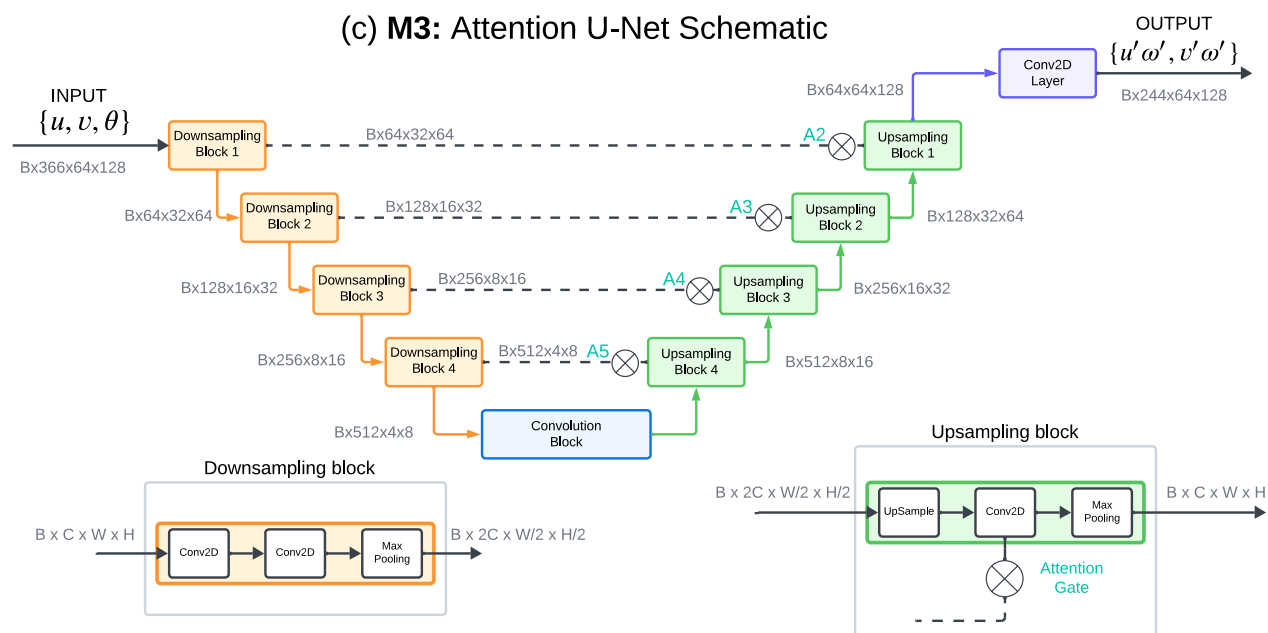 (c) M3: Attention U-Net Schematic
OUTPUT
{u′ω′, v′ω′}
Conv2D
Layer
Bx64x64x128
Bx244x64x128
INPUT
{u, v, θ}
Bx366x64x128
Downsampling
Block 1
Bx64x32x64
A2
Upsampling
Block 1
Bx64x32x64
Downsampling
Block 2
Bx128x16x32
A3
Upsampling
Block 2
Bx128x32x64
Bx128x16x32
Downsampling
Block 3
Bx256x8x16
A4
Upsampling
Block 3
Bx256x16x32
Bx256x8x16
Downsampling
Block 4
Bx512x4x8
A5
Upsampling
Block 4
Bx512x8x16
Bx512x4x8
Convolution
Block
Downsampling block
B x C x W x H
Conv2D
Conv2D
Max
Pooling
B x 2C x W/2 x H/2
Upsampling block
B x 2C x W/2 x H/2
UpSample
Conv2D
Max
Pooling
B x C x W x H
Attention
Gate